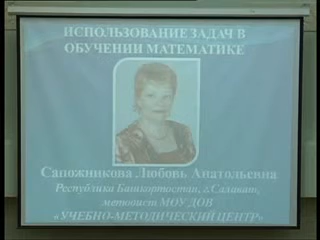 ИСПОЛЬЗОВАНИЕ ЗАДАЧ В
ОБУЧЕНИИ МАТЕМАТИКЕ
Сапожникова Любовь Анатольевна
Республика Башкортостан, г.Салават,
методист МОУ ДОВ
«УЧЕБНО-МЕТОДИЧЕСКИЙ ЦЕНТР»